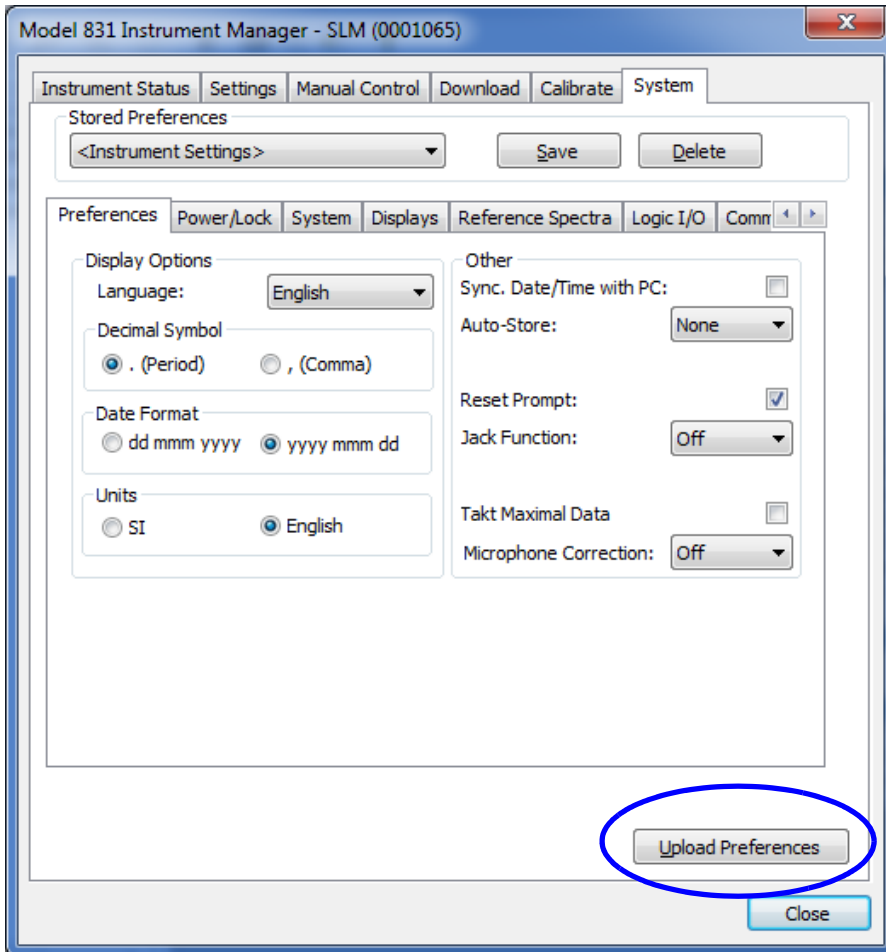 Model 831 Instrument Manager - SLM (0001065)
Instrument Status Settings Manual Control Download Calibrate System
Stored Preferences
<Instrument Settings> Save Delete
Preferences Power/Lock System Displays Reference Spectra Logic I/O Comm
Display Options
Language: English
Decimal Symbol
. (Period) , (Comma)
Date Format
dd mmm yyyy yyyy mmm dd
Units
SI English
Other
Sync. Date/Time with PC:
Auto-Store: None
Reset Prompt:
Jack Function: Off
Takt Maximal Data
Microphone Correction: Off
Upload Preferences
Close